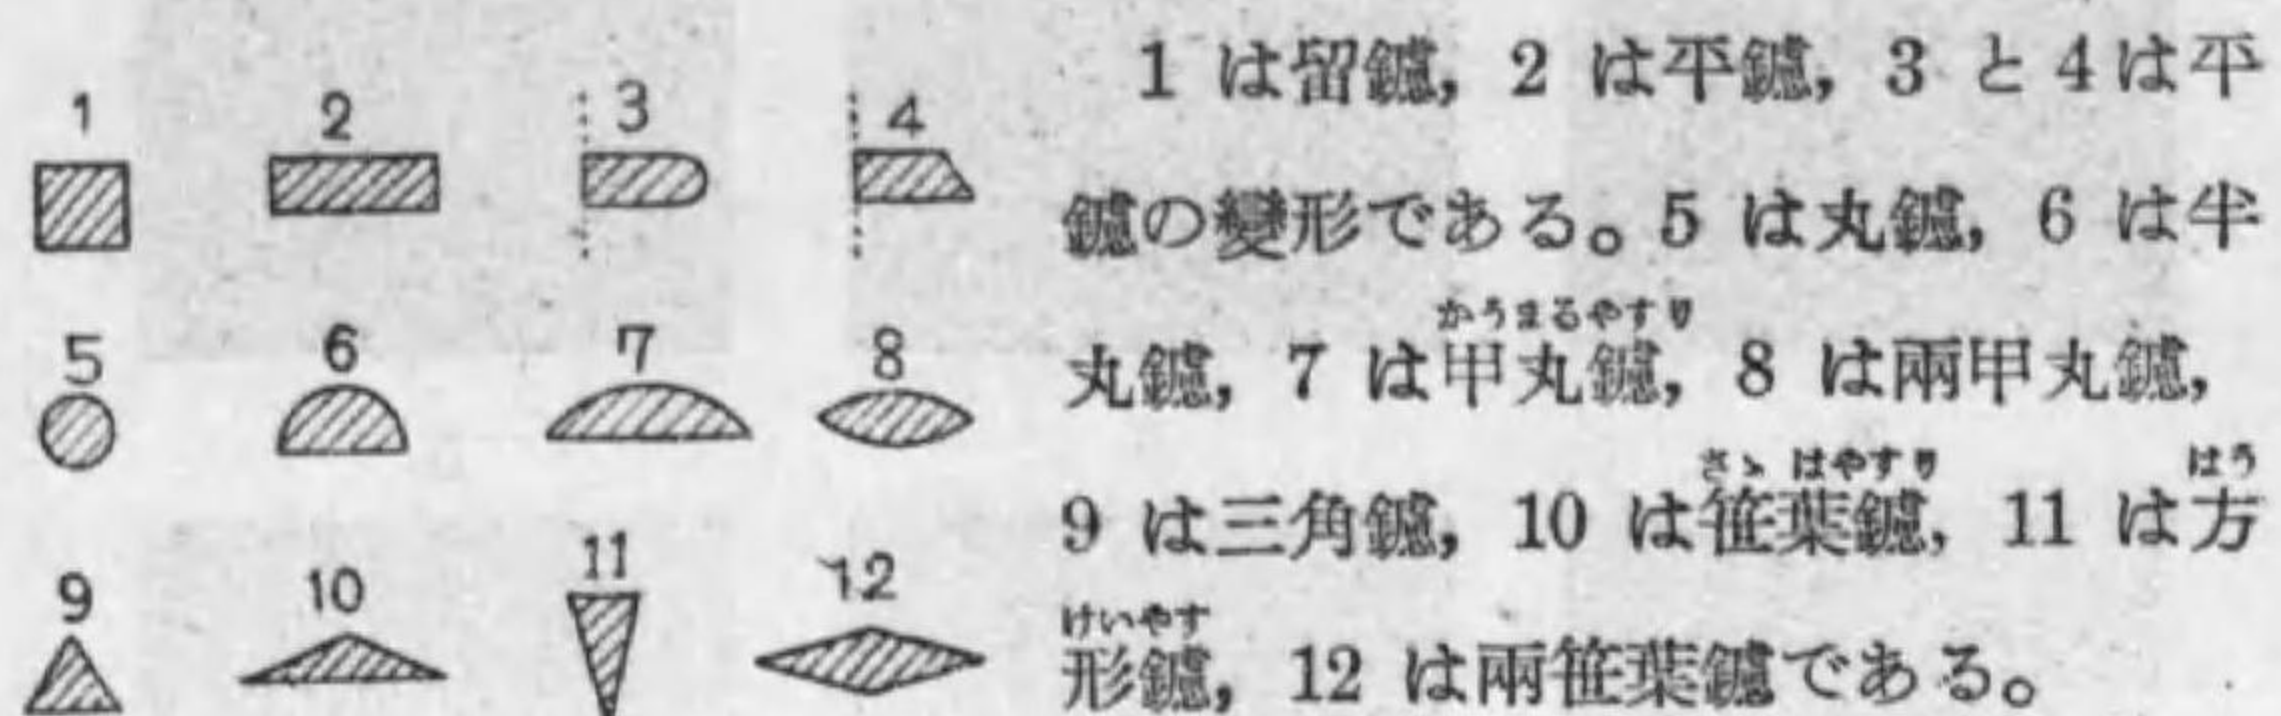 1
2
3
4
5
6
7
8
9
10
11
12
1 は留鑢, 2 は平鑢, 3 と 4 は平
鑢の變形である。5 は丸鑢, 6 は半
かうまるやすり
丸鑢, 7 は甲丸鑢, 8 は兩甲丸鑢,
さゝはやすり はう
9 は三角鑢, 10 は笹葉鑢, 11 は方
けいやす
形鑢, 12 は兩笹葉鑢である。